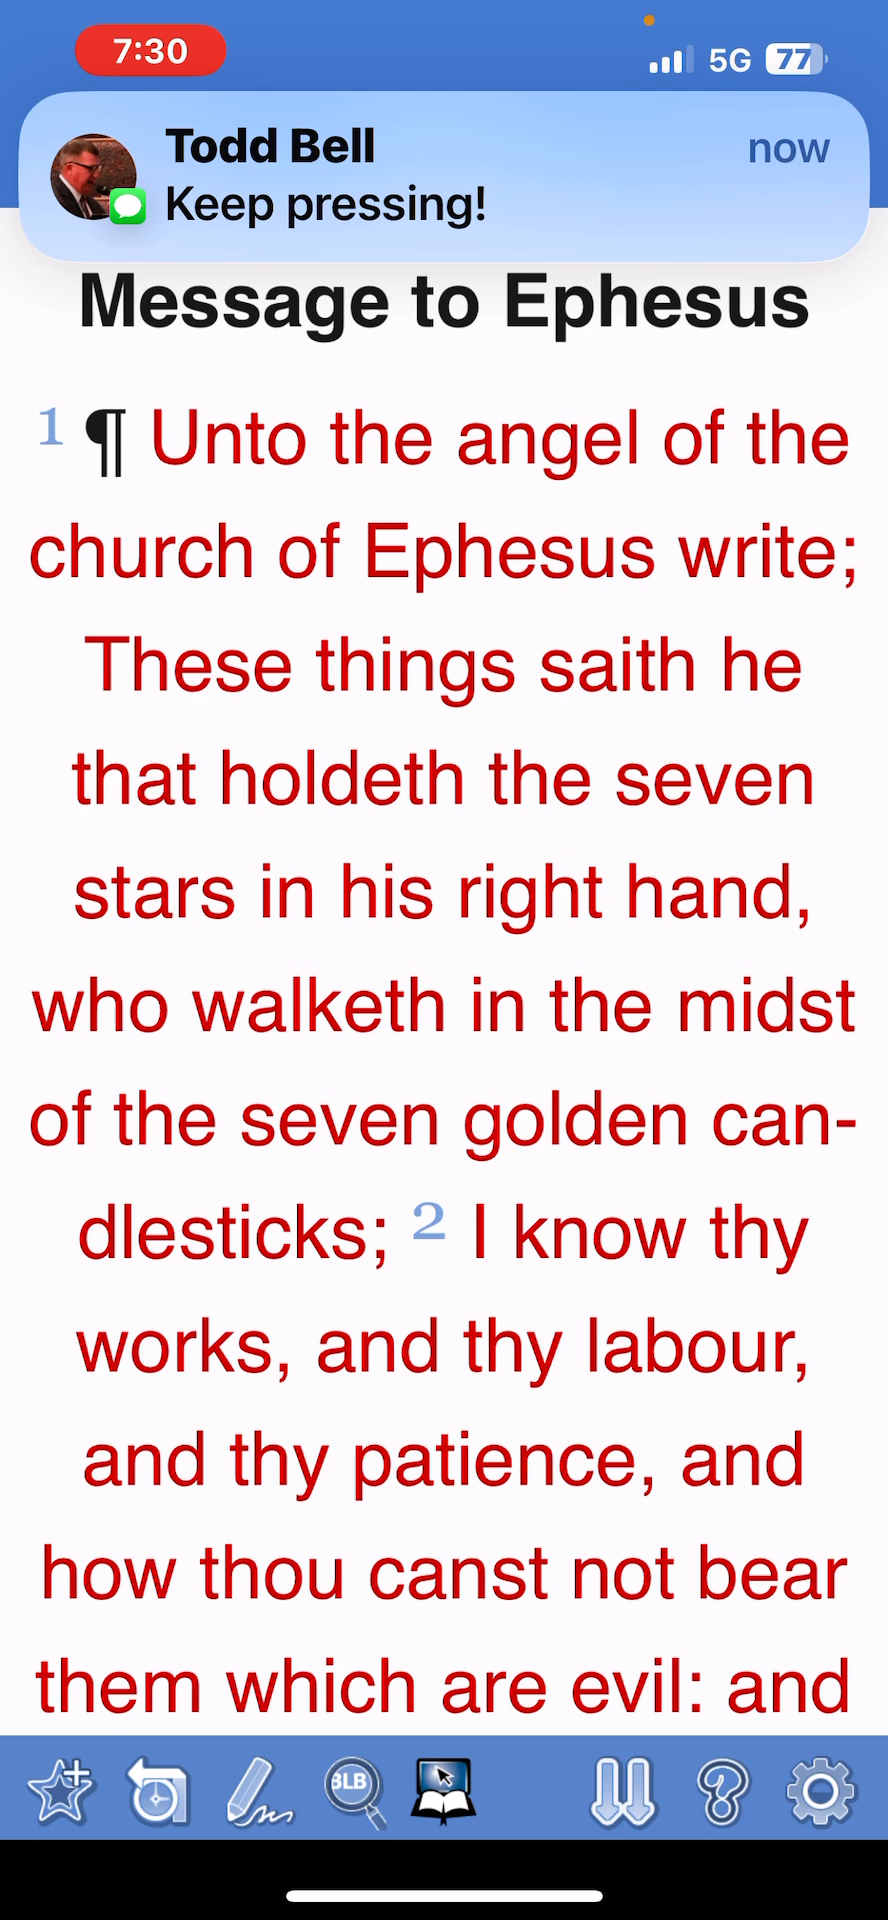 7:30
5G 77
Todd Bell
now
Keep pressing!
Message to Ephesus
1 ¶ Unto the angel of the
church of Ephesus write;
These things saith he
that holdeth the seven
stars in his right hand,
who walketh in the midst
of the seven golden can-
dlesticks; 2 I know thy
works, and thy labour,
and thy patience, and
how thou canst not bear
them which are evil: and
BLB